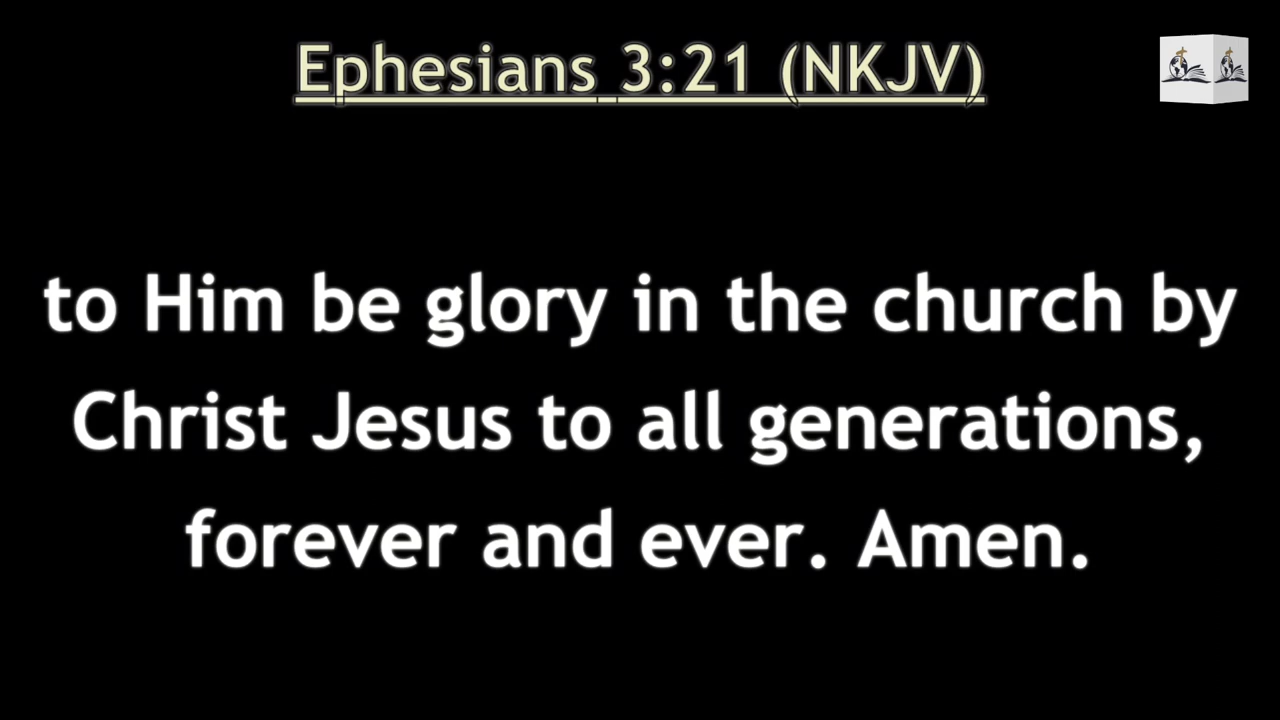 Ephesians 3:21 (NKJV)
to Him be glory in the church by
Christ Jesus to all generations,
forever and ever. Amen.